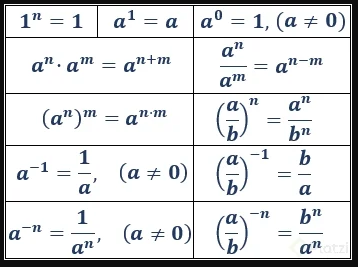 1ⁿ = 1 a¹ = a a⁰ = 1, (a ≠ 0)
aⁿ · aᵐ = aⁿ⁺ᵐ aⁿ/aᵐ = aⁿ⁻ᵐ
(aⁿ)ᵐ = aⁿ·ᵐ (a/b)ⁿ = aⁿ/bⁿ
a⁻¹ = 1/a, (a ≠ 0) (a/b)⁻¹ = b/a
a⁻ⁿ = 1/aⁿ, (a ≠ 0) (a/b)⁻ⁿ = bⁿ/aⁿ